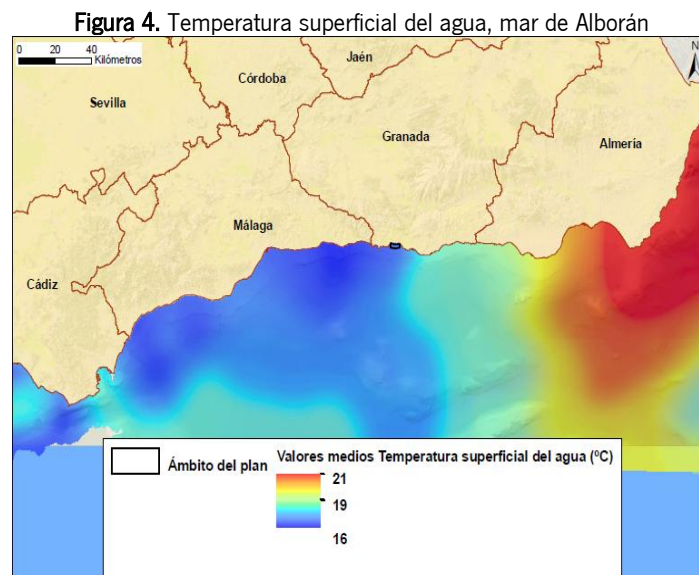 Figura 4. Temperatura superficial del agua, mar de Alborán
0 20 40
Kilómetros
N
Jaén
Córdoba
Sevilla
Granada
Almería
Málaga
Cádiz
Ámbito del plan
Valores medios Temperatura superficial del agua (ºC)
21
19
16